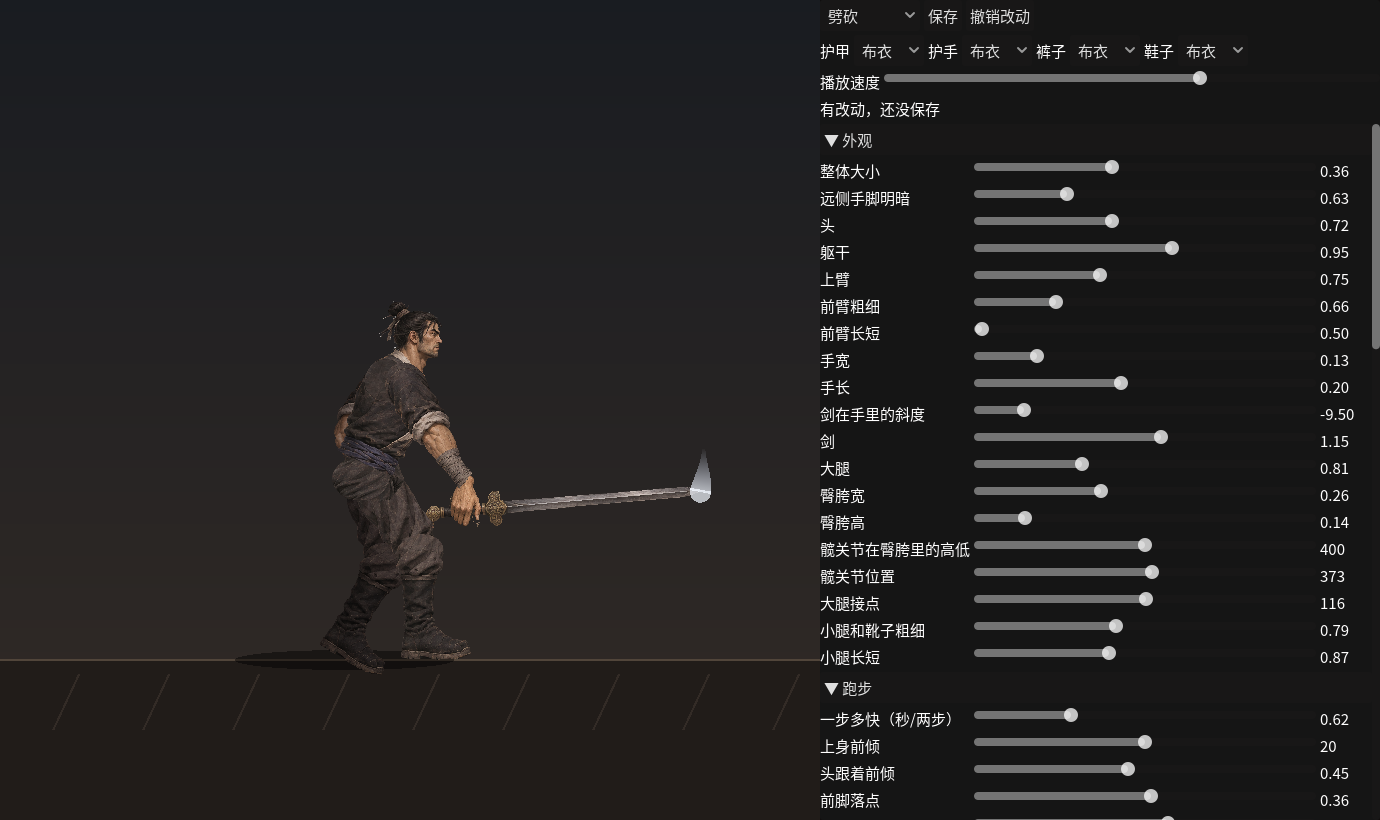 劈砍 保存 撤销改动
护甲 布衣 护手 布衣 裤子 布衣 鞋子 布衣
播放速度
有改动，还没保存
▼外观
整体大小 0.36
远侧手脚明暗 0.63
头 0.72
躯干 0.95
上臂 0.75
前臂粗细 0.66
前臂长短 0.50
手宽 0.13
手长 0.20
剑在手里的斜度 -9.50
剑 1.15
大腿 0.81
臀胯宽 0.26
臀胯高 0.14
髋关节在臀胯里的高低 400
髋关节位置 373
大腿接点 116
小腿和靴子粗细 0.79
小腿长短 0.87
▼跑步
一步多快（秒/两步） 0.62
上身前倾 20
头跟着前倾 0.45
前脚落点 0.36